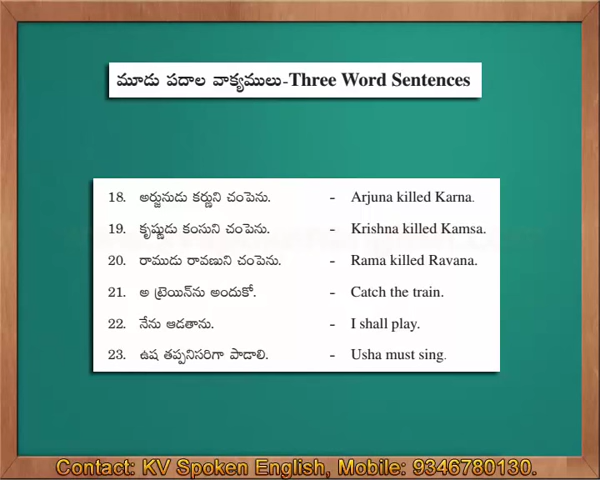 మూడు పదాల వాక్యములు-Three Word Sentences
18. అర్జునుడు కర్ణుని చంపెను. - Arjuna killed Karna.
19. కృష్ణుడు కంసుని చంపెను. - Krishna killed Kamsa.
20. రాముడు రావణుని చంపెను. - Rama killed Ravana.
21. అ ట్రెయిన్‌ను అందుకో. - Catch the train.
22. నేను ఆడతాను. - I shall play.
23. ఉష తప్పనిసరిగా పాడాలి. - Usha must sing.
Contact: KV Spoken English, Mobile: 9346780130.